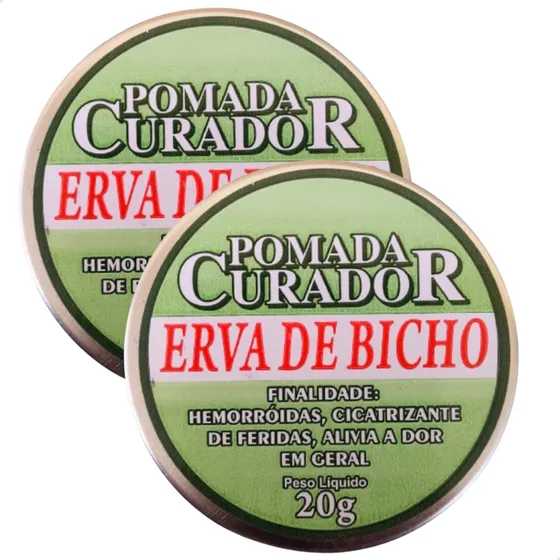 POMADA
CURADOR
ERVA DE
HEMORR
DE
POMADA
CURADOR
ERVA DE BICHO
FINALIDADE:
HEMORRÓIDAS, CICATRIZANTE
DE FERIDAS, ALIVIA A DOR
EM GERAL
Peso Líquido
20g